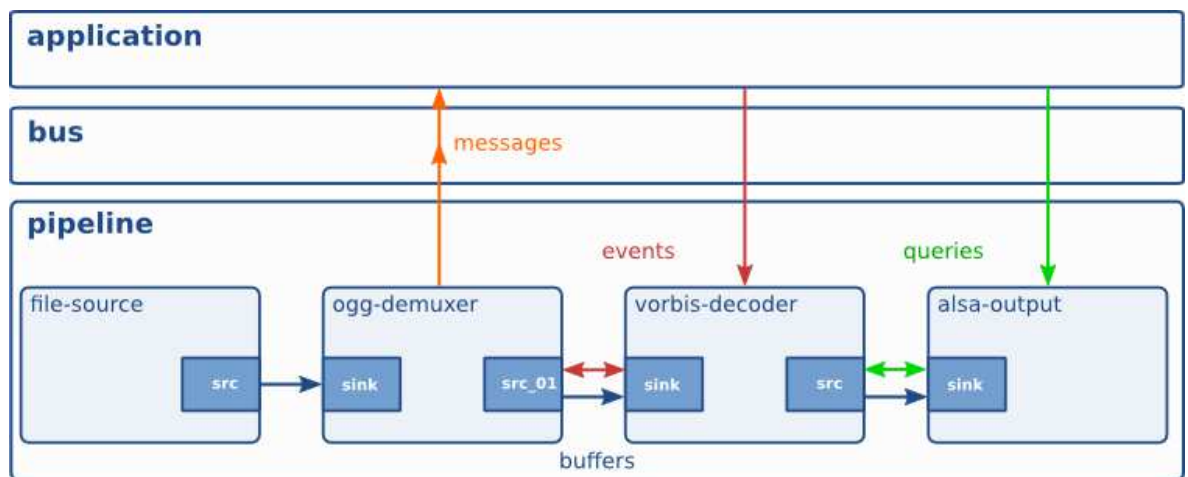 application
bus
messages
pipeline
events
queries
file-source
ogg-demuxer
vorbis-decoder
alsa-output
src
sink
src_01
sink
src
sink
buffers